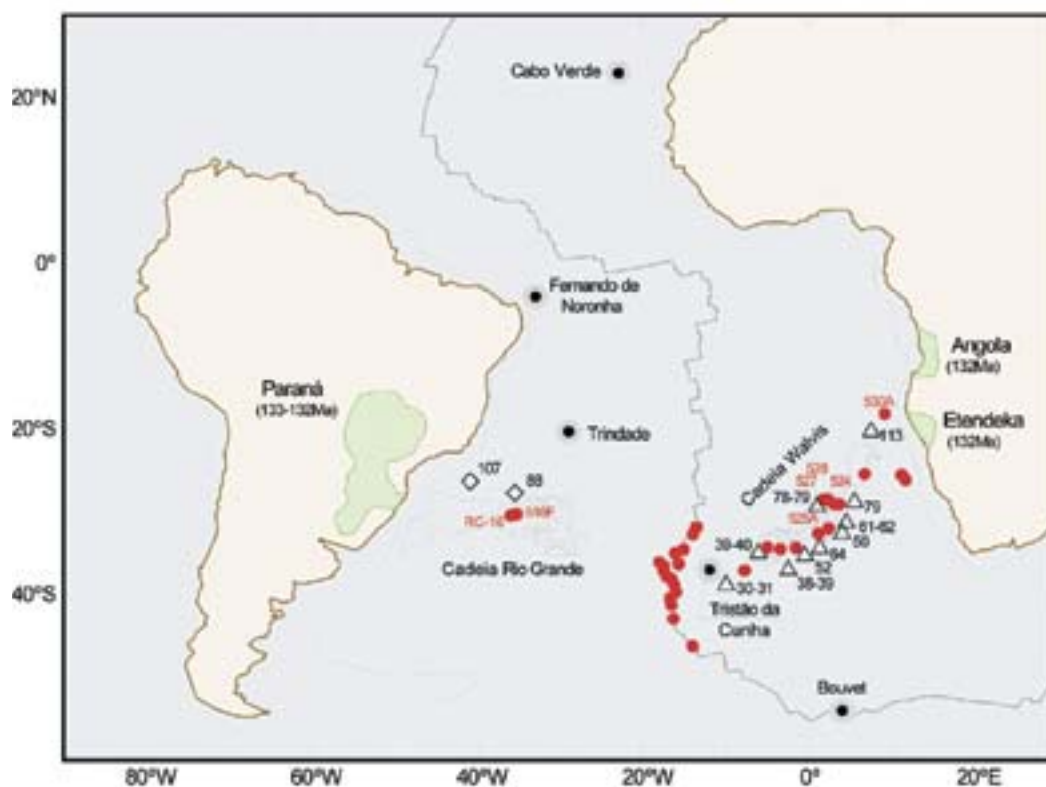 20°N
0°
20°S
40°S
80°W
60°W
40°W
20°W
0°
20°E
Cabo Verde
Fernando de
Noronha
Paraná
(133-132Ma)
Trindade
Angola
(132Ma)
Etendeka
(132Ma)
530A
113
107
88
RC-16
516F
Cadeia Rio Grande
Cadeia Walvis
528
527
524
78-79
79
525A
61-62
50
64
52
39-40
38-39
30-31
Tristão da
Cunha
Bouvet